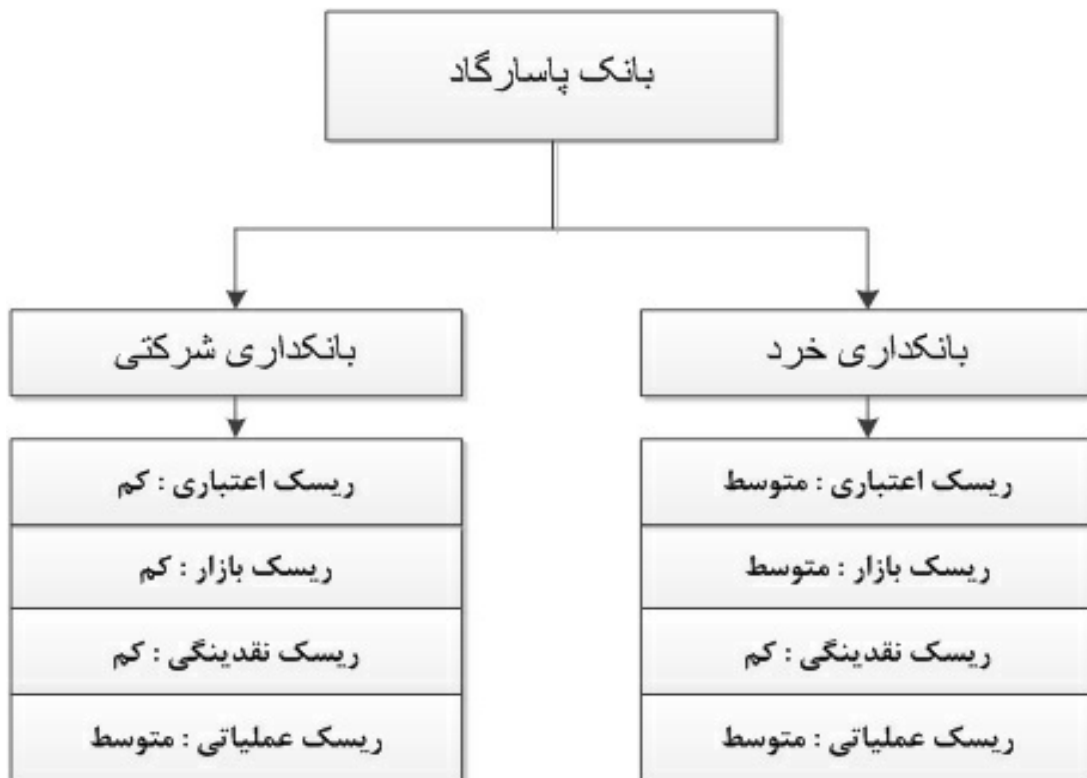 بانک پاسارگاد
بانکداری خرد
ریسک اعتباری : متوسط
ریسک بازار : متوسط
ریسک نقدینگی : کم
ریسک عملیاتی : متوسط
بانکداری شرکتی
ریسک اعتباری : کم
ریسک بازار : کم
ریسک نقدینگی : کم
ریسک عملیاتی : متوسط